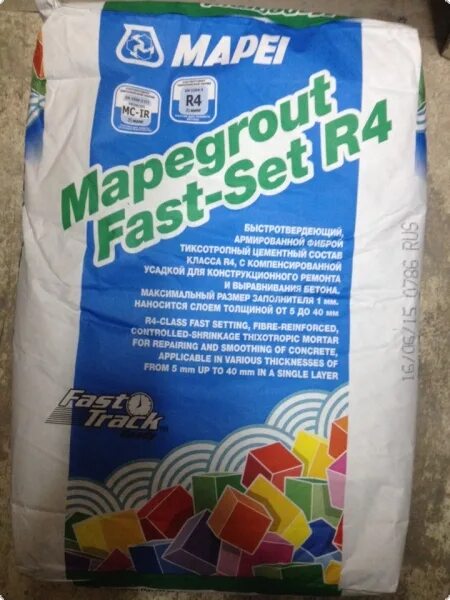 MAPEI
MC-IR
R4
Mapegrout
Fast-Set R4
БЫСТРОТВЕРДЕЮЩИЙ,
АРМИРОВАННОЙ ФИБРОЙ
ТИКСОТРОПНЫЙ ЦЕМЕНТНЫЙ СОСТАВ
КЛАССА R4, С КОМПЕНСИРОВАННОЙ
УСАДКОЙ ДЛЯ КОНСТРУКЦИОННОГО РЕМОНТА
И ВЫРАВНИВАНИЯ БЕТОНА.
МАКСИМАЛЬНЫЙ РАЗМЕР ЗАПОЛНИТЕЛЯ 1 мм.
НАНОСИТСЯ СЛОЕМ ТОЛЩИНОЙ ОТ 5 ДО 40 мм
R4-CLASS FAST SETTING, FIBRE-REINFORCED,
CONTROLLED-SHRINKAGE THIXOTROPIC MORTAR
FOR REPAIRING AND SMOOTHING OF CONCRETE,
APPLICABLE IN VARIOUS THICKNESSES OF
FROM 5 mm UP TO 40 mm IN A SINGLE LAYER
16/06/15 0786 RUS
Fast
Track
Ready